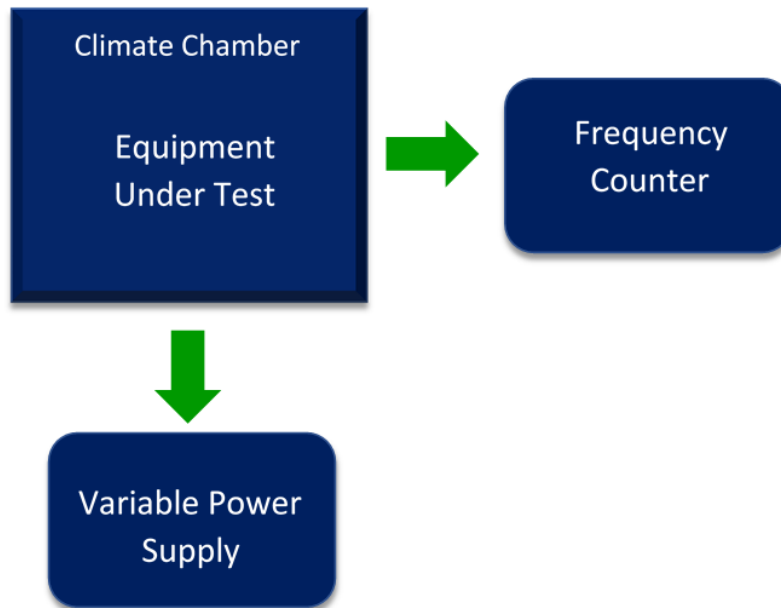 Climate Chamber
Equipment
Under Test
Frequency
Counter
Variable Power
Supply